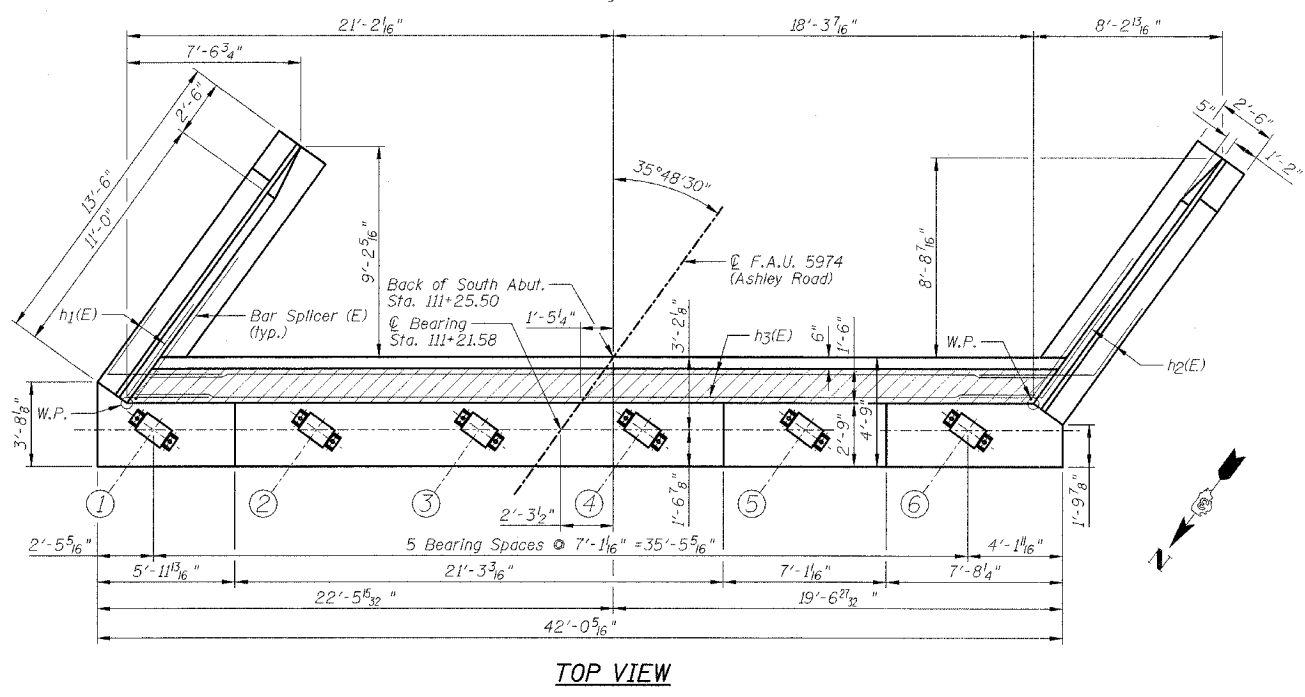 21'-2 1/16"
18'-3 7/16"
8'-2 13/16"
7'-6 3/4"
2'-6"
13'-6"
11'-0"
35°48'30"
5"
2'-6"
1'-2"
9'-2 5/16"
8'-8 7/16"
℄ F.A.U. 5974
(Ashley Road)
Back of South Abut.
Sta. 111+25.50
℄ Bearing
Sta. 111+21.58
1'-5 1/4"
h1(E)
Bar Splicer (E)
(typ.)
3'-2 1/8"
h3(E)
6"
1'-6"
W.P.
h2(E)
W.P.
3'-8 1/8"
2'-9"
4'-9"
1'-6 7/8"
1'-9 7/8"
1
2
3
4
5
6
2'-3 1/2"
N
2'-5 5/16"
5 Bearing Spaces @ 7'-1 1/16" =35'-5 5/16"
4'-1 11/16"
5'-11 13/16"
21'-3 3/16"
7'-1 1/16"
7'-8 1/4"
22'-5 15/32"
19'-6 27/32"
42'-0 5/16"
TOP VIEW